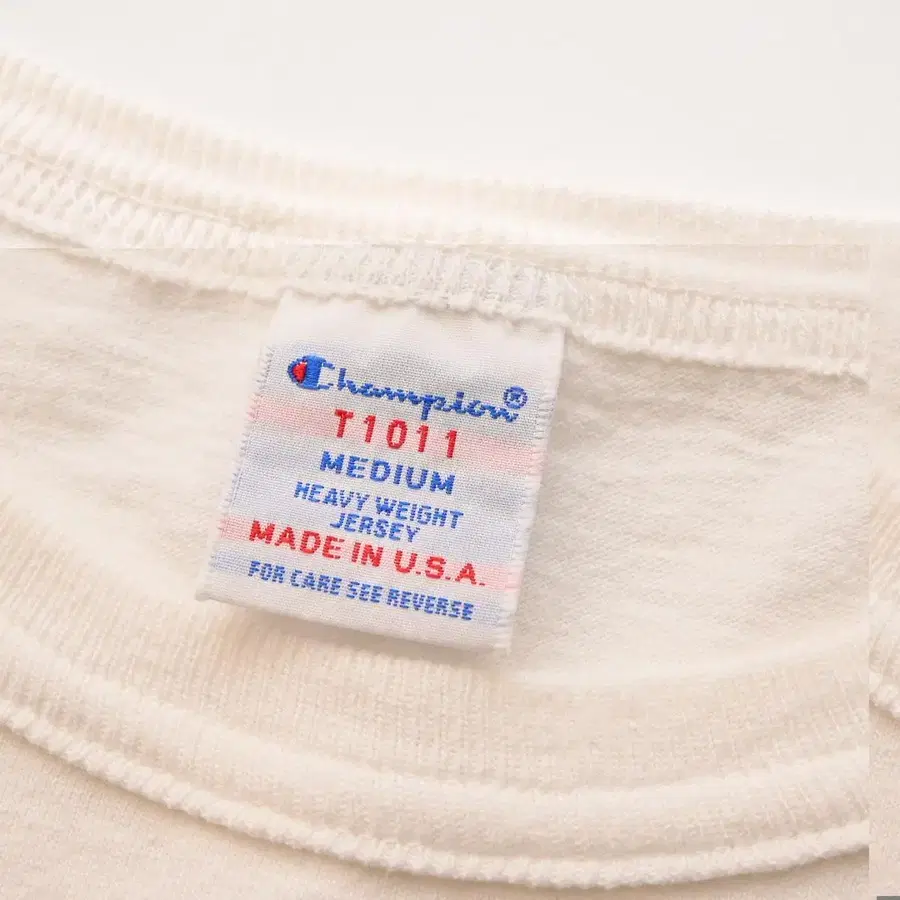 Champion®
T1011
MEDIUM
HEAVY WEIGHT
JERSEY
MADE IN U.S.A.
FOR CARE SEE REVERSE